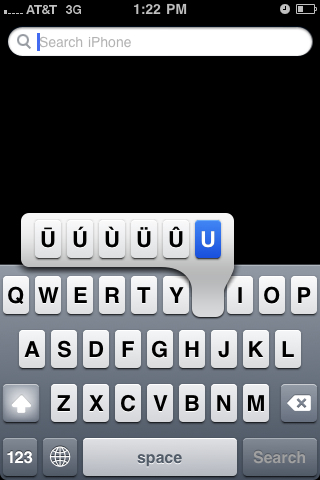 AT&T 3G 1:22 PM
Search iPhone
Ū Ú Ù Ü Û U
Q W E R T Y I O P
A S D F G H J K L
Z X C V B N M
123 space Search